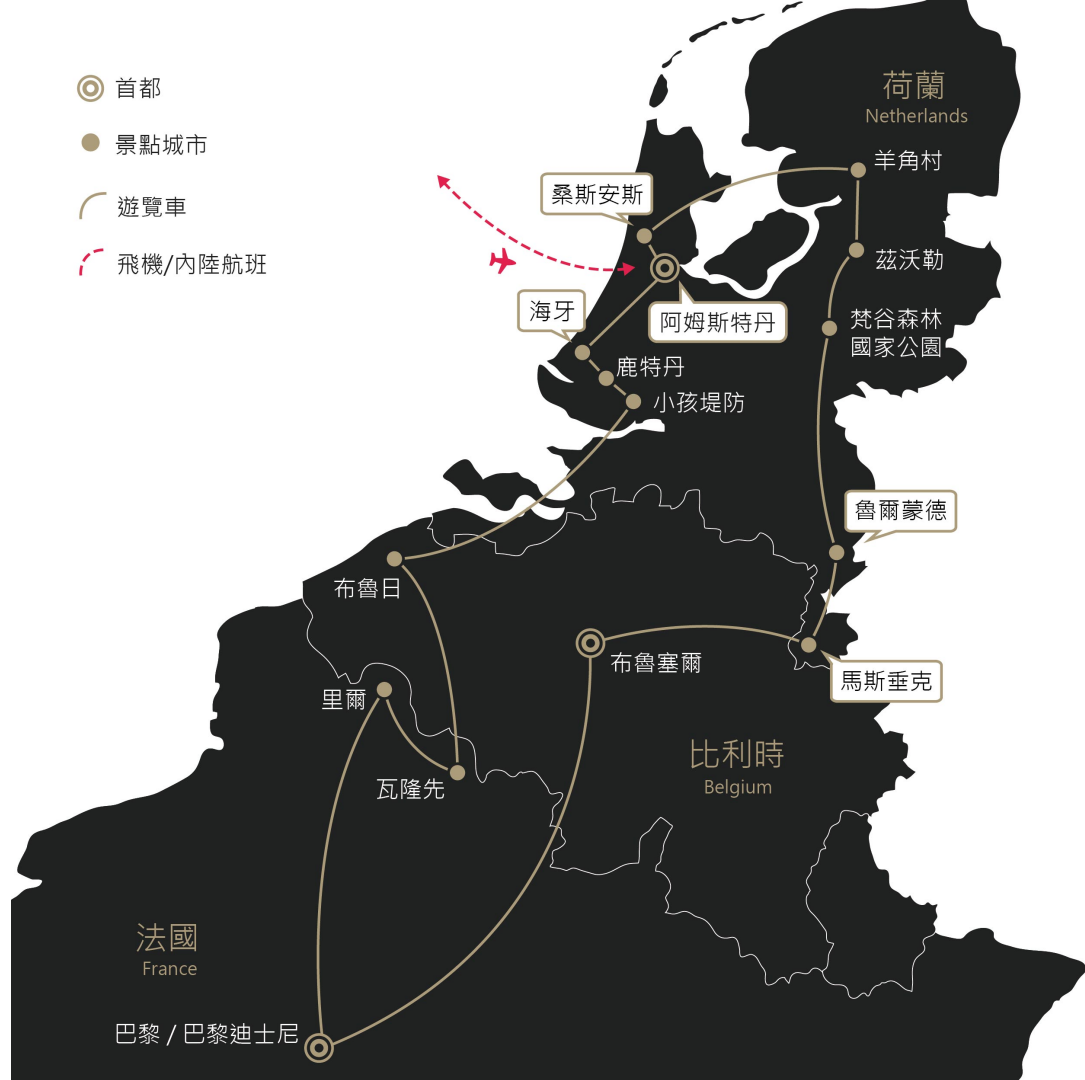 首都
景點城市
遊覽車
飛機/內陸航班
荷蘭
Netherlands
羊角村
桑斯安斯
茲沃勒
海牙
阿姆斯特丹
梵谷森林
國家公園
鹿特丹
小孩堤防
魯爾蒙德
布魯日
布魯塞爾
馬斯垂克
里爾
比利時
Belgium
瓦隆先
法國
France
巴黎 / 巴黎迪士尼